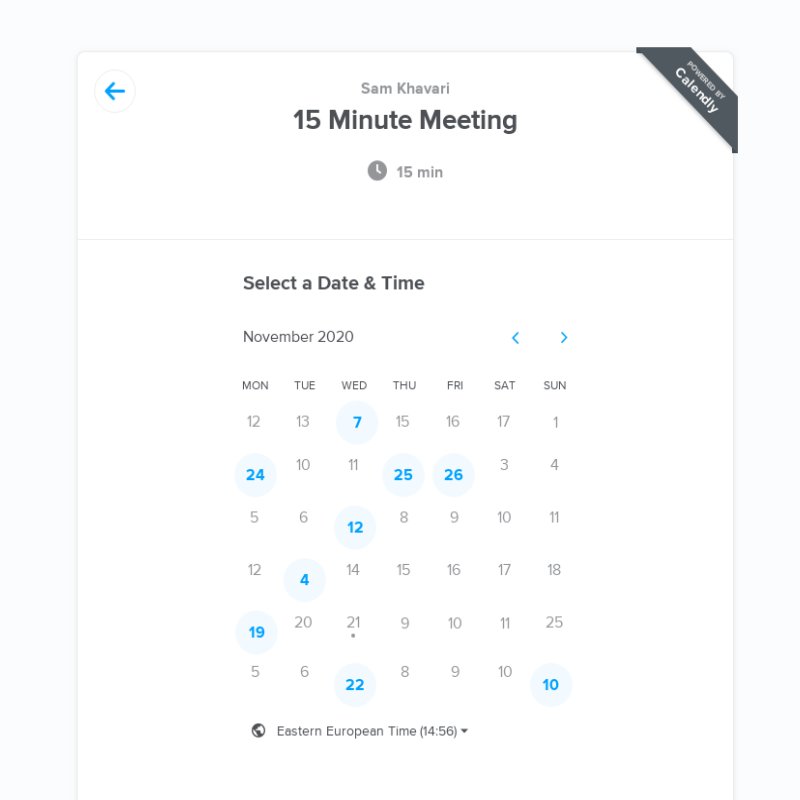 POWERED BY
Calendly
Sam Khavari
15 Minute Meeting
15 min
Select a Date & Time
November 2020
MON TUE WED THU FRI SAT SUN
12 13 7 15 16 17 1
24 10 11 25 26 3 4
5 6 12 8 9 10 11
12 4 14 15 16 17 18
19 20 21 9 10 11 25
5 6 22 8 9 10 10
Eastern European Time (14:56)